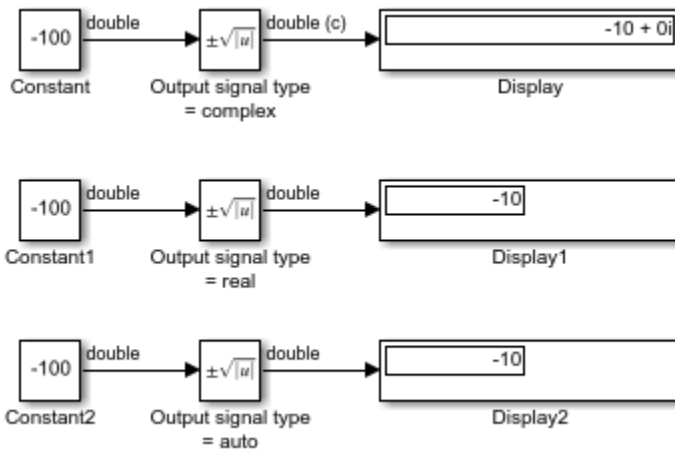 double double (c)
-100 ±√|u| -10 + 0i
Constant Output signal type Display
= complex
double double
-100 ±√|u| -10
Constant1 Output signal type Display1
= real
double double
-100 ±√|u| -10
Constant2 Output signal type Display2
= auto